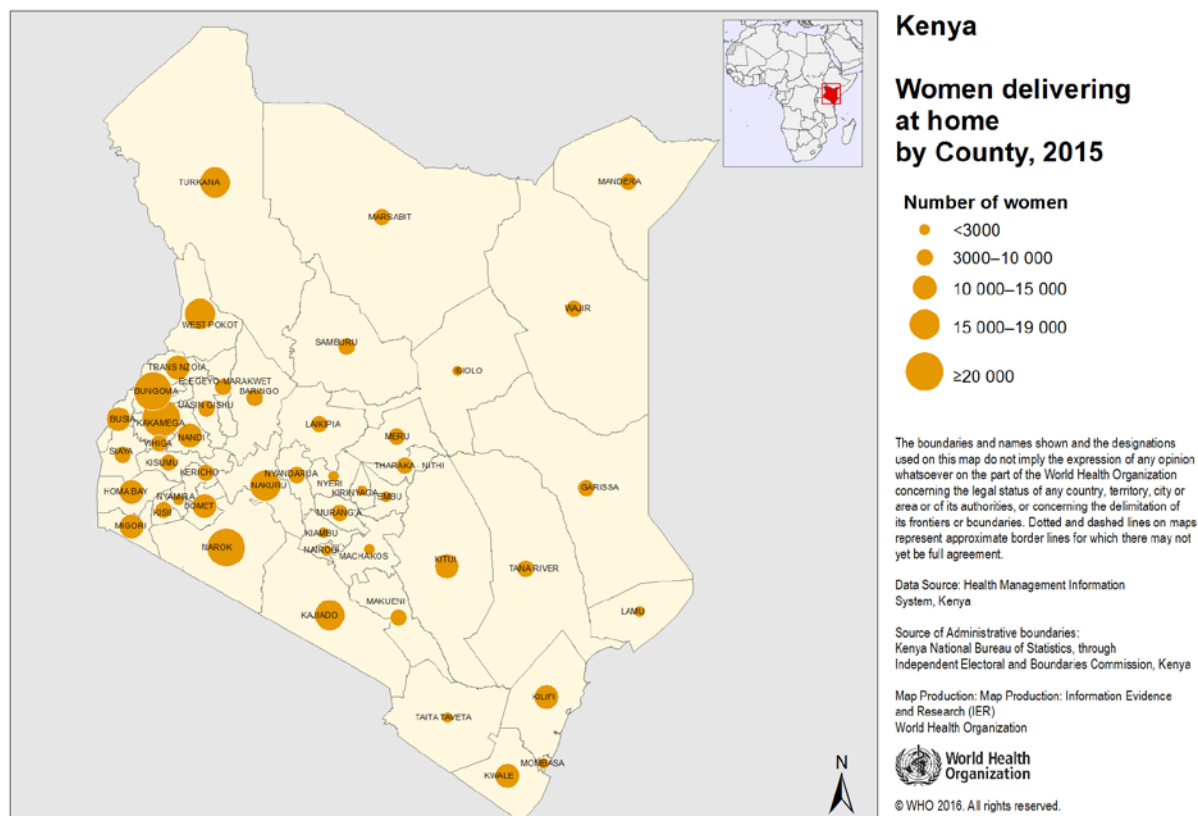 Kenya
Women delivering
at home
by County, 2015
Number of women
<3000
3000–10 000
10 000–15 000
15 000–19 000
≥20 000
The boundaries and names shown and the designations
used on this map do not imply the expression of any opinion
whatsoever on the part of the World Health Organization
concerning the legal status of any country, territory, city or
area or of its authorities, or concerning the delimitation of
its frontiers or boundaries. Dotted and dashed lines on maps
represent approximate border lines for which there may not
yet be full agreement.
Data Source: Health Management Information
System, Kenya
Source of Administrative boundaries:
Kenya National Bureau of Statistics, through
Independent Electoral and Boundaries Commission, Kenya
Map Production: Map Production: Information Evidence
and Research (IER)
World Health Organization
World Health
Organization
© WHO 2016. All rights reserved.
N
TURKANA
MANDERA
MARSABIT
WAJIR
WEST POKOT
SAMBURU
ISIOLO
TRANS NZOIA
ELEGEYO-MARAKWET
BUNGOMA
BARINGO
UASIN GISHU
BUSIA
KAKAMEGA
LAIKIPIA
MERU
VIHIGA
NANDI
SIAYA
KISUMU
KERICHO
THARAKA - NITHI
NYANDARUA
NYERI
NAKURU
KIRINYAGA
EMBU
GARISSA
HOMA BAY
NYAMIRA
KISII
BOMET
MURANG'A
MIGORI
KIAMBU
NAIROBI
MACHAKOS
NAROK
KITUI
TANA RIVER
MAKUENI
KAJIADO
LAMU
KILIFI
TAITA TAVETA
MOMBASA
KWALE